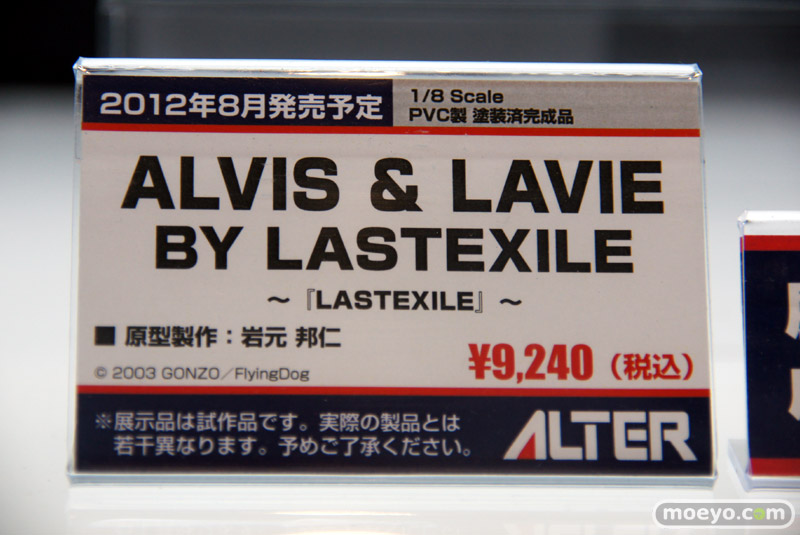 2012年8月発売予定
1/8 Scale
PVC製 塗装済完成品
ALVIS & LAVIE
BY LASTEXILE
～『LASTEXILE』～
■ 原型製作：岩元 邦仁
¥9,240（税込）
© 2003 GONZO／FlyingDog
※展示品は試作品です。実際の製品とは
若干異なります。予めご了承ください。
ALTER
moeyo.com